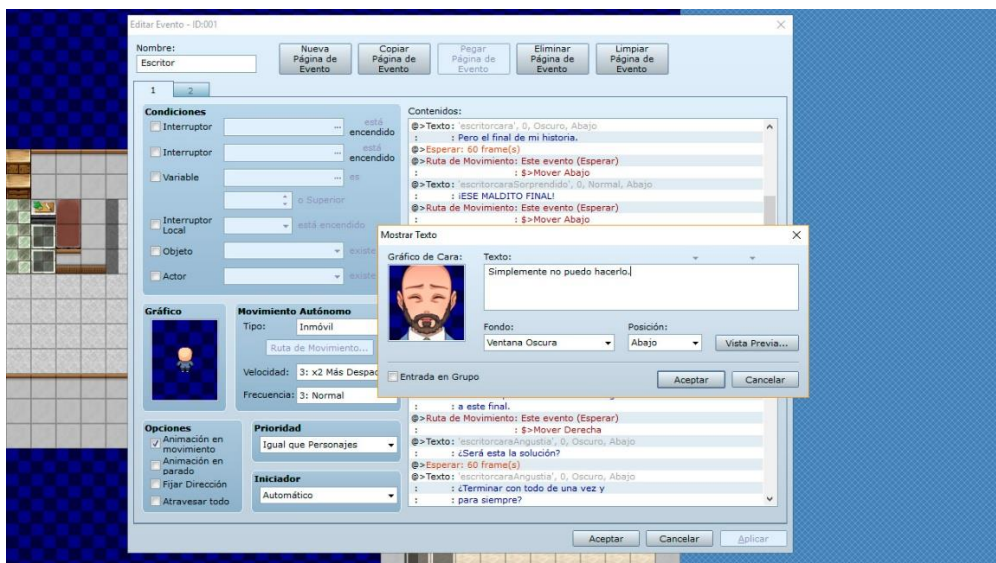 Editar Evento - ID:001
Nombre:
Escritor
Nueva Página de Evento
Copiar Página de Evento
Pegar Página de Evento
Eliminar Página de Evento
Limpiar Página de Evento
1 2
Condiciones
Interruptor ... está encendido
Interruptor ... está encendido
Variable ... es
o Superior
Interruptor Local está encendido
Objeto existe
Actor existe
Gráfico
Movimiento Autónomo
Tipo: Inmóvil
Ruta de Movimiento...
Velocidad: 3: x2 Más Despac
Frecuencia: 3: Normal
Opciones
Animación en movimiento
Animación en parado
Fijar Dirección
Atravesar todo
Prioridad
Igual que Personajes
Iniciador
Automático
Contenidos:
@>Texto: 'escritorcara', 0, Oscuro, Abajo
: : Pero el final de mi historia.
@>Esperar: 60 frame(s)
@>Ruta de Movimiento: Este evento (Esperar)
: : $>Mover Abajo
@>Texto: 'escritorcaraSorprendido', 0, Normal, Abajo
: : ¡ESE MALDITO FINAL!
@>Ruta de Movimiento: Este evento (Esperar)
: : $>Mover Abajo
Mostrar Texto
Gráfico de Cara:
Texto:
Simplemente no puedo hacerlo.
Fondo:
Ventana Oscura
Posición:
Abajo
Vista Previa...
Entrada en Grupo
Aceptar
Cancelar
: : a este final.
@>Ruta de Movimiento: Este evento (Esperar)
: : $>Mover Derecha
@>Texto: 'escritorcaraAngustia', 0, Oscuro, Abajo
: : ¿Será esta la solución?
@>Esperar: 60 frame(s)
@>Texto: 'escritorcaraAngustia', 0, Oscuro, Abajo
: : ¿Terminar con todo de una vez y
: : para siempre?
Aceptar
Cancelar
Aplicar